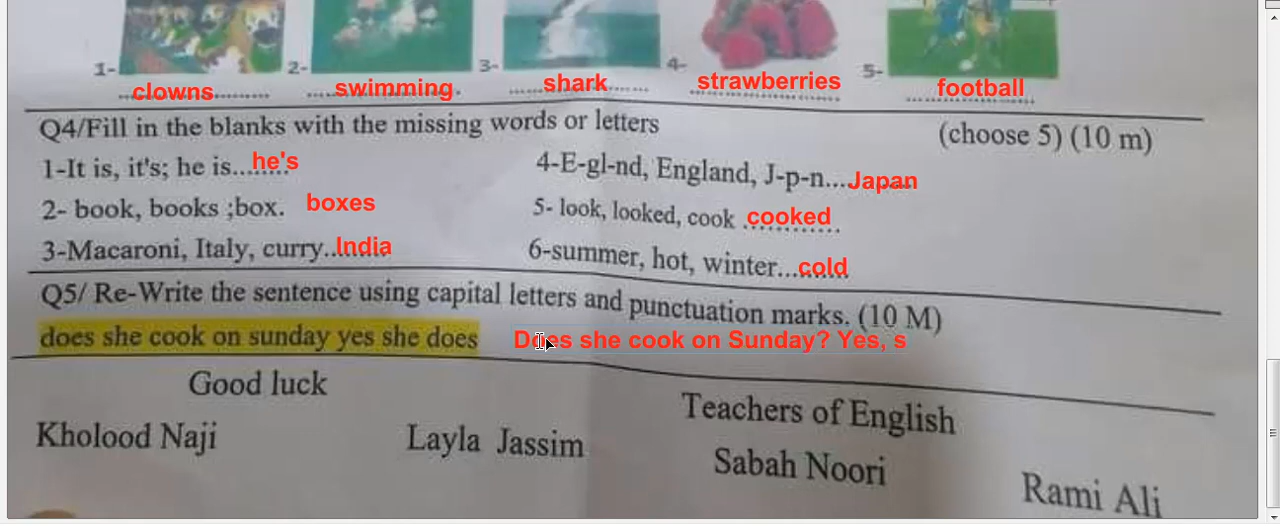 1- 2- 3- 4- 5-
clowns swimming shark strawberries football
Q4/Fill in the blanks with the missing words or letters (choose 5) (10 m)
1-It is, it's; he is........ he's 4-E-gl-nd, England, J-p-n.... Japan
2- book, books ;box. boxes 5- look, looked, cook ............ cooked
3-Macaroni, Italy, curry......... India 6-summer, hot, winter.......... cold
Q5/ Re-Write the sentence using capital letters and punctuation marks. (10 M)
does she cook on sunday yes she does Does she cook on Sunday? Yes, s
Good luck
Teachers of English
Kholood Naji Layla Jassim Sabah Noori Rami Ali